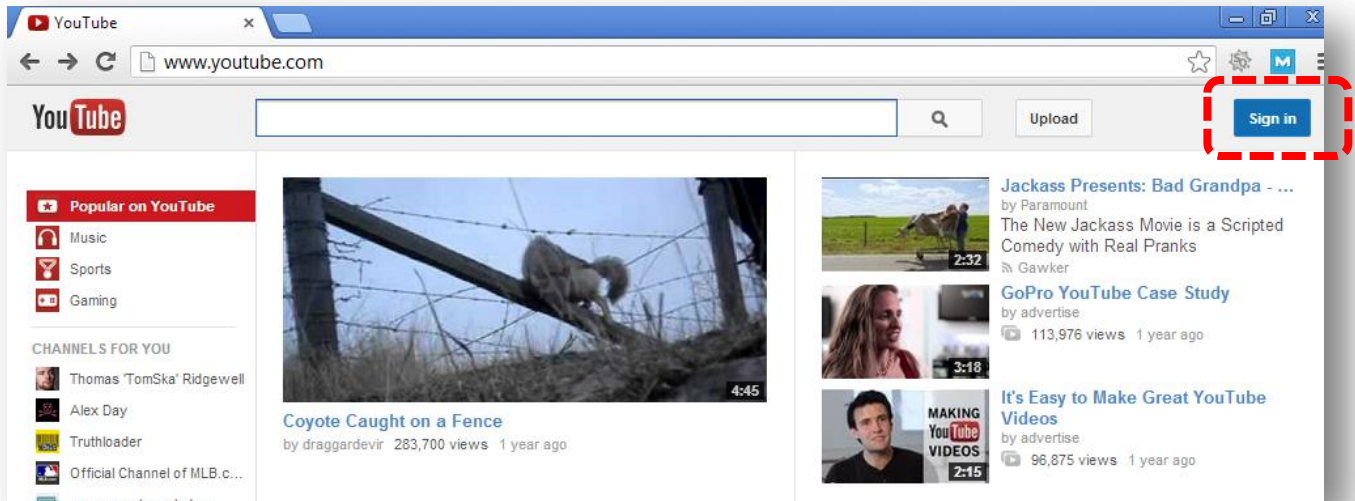 YouTube
www.youtube.com
M
You Tube
Upload
Sign in
Popular on YouTube
Music
Sports
Gaming
CHANNELS FOR YOU
Thomas 'TomSka' Ridgewell
Alex Day
Truthloader
Official Channel of MLB.c...
4:45
Coyote Caught on a Fence
by draggardevir 283,700 views 1 year ago
2:32
Jackass Presents: Bad Grandpa - ...
by Paramount
The New Jackass Movie is a Scripted
Comedy with Real Pranks
Gawker
3:18
GoPro YouTube Case Study
by advertise
113,976 views 1 year ago
MAKING
You Tube
VIDEOS
2:15
It's Easy to Make Great YouTube
Videos
by advertise
96,875 views 1 year ago